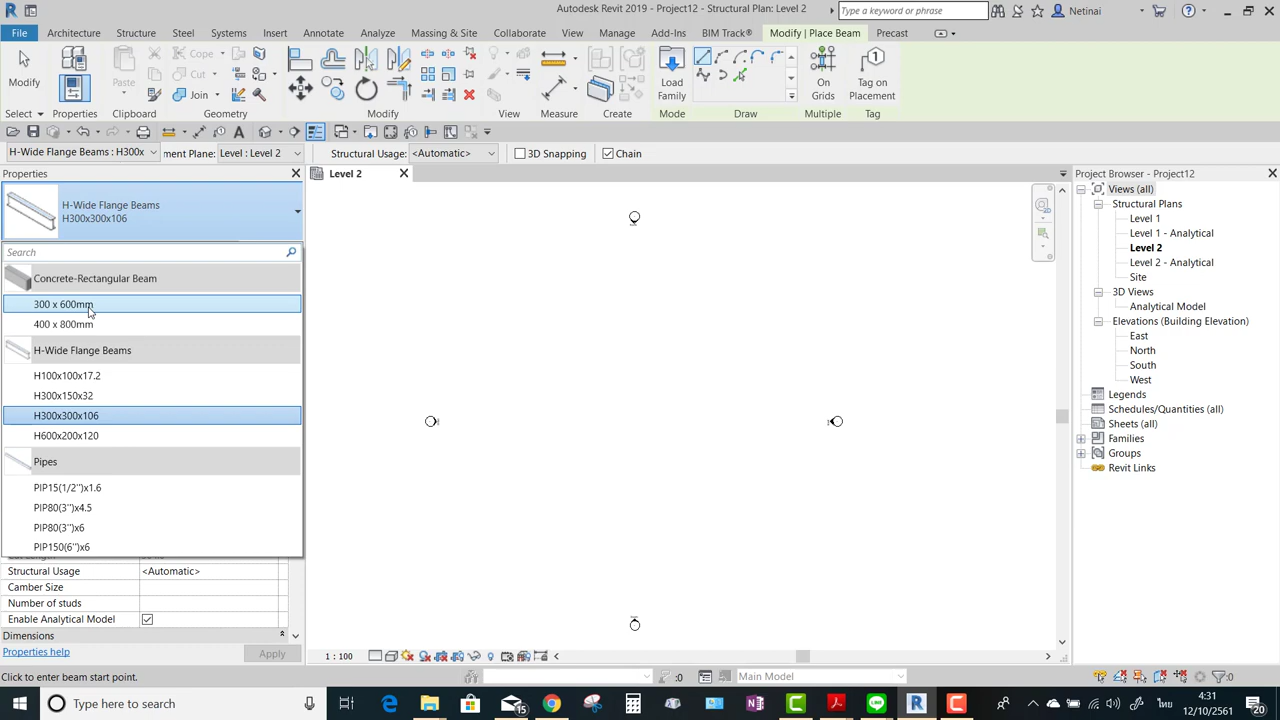 Autodesk Revit 2019 - Project12 - Structural Plan: Level 2
Type a keyword or phrase
Netinai
File Architecture Structure Steel Systems Insert Annotate Analyze Massing & Site Collaborate View Manage Add-Ins BIM Track® Modify | Place Beam Precast
Modify
Paste
Cope
Cut
Join
Load Family
On Grids
Tag on Placement
Select Properties Clipboard Geometry Modify View Measure Create Mode Draw Multiple Tag
H-Wide Flange Beams : H300x
ment Plane: Level : Level 2
Structural Usage: <Automatic>
3D Snapping
Chain
Properties
H-Wide Flange Beams
H300x300x106
Search
Concrete-Rectangular Beam
300 x 600mm
400 x 800mm
H-Wide Flange Beams
H100x100x17.2
H300x150x32
H300x300x106
H600x200x120
Pipes
PIP15(1/2'')x1.6
PIP80(3'')x4.5
PIP80(3'')x6
PIP150(6'')x6
Structural Usage <Automatic>
Camber Size
Number of studs
Enable Analytical Model
Dimensions
Properties help
Apply
Level 2
1 : 100
Project Browser - Project12
Views (all)
Structural Plans
Level 1
Level 1 - Analytical
Level 2
Level 2 - Analytical
Site
3D Views
Analytical Model
Elevations (Building Elevation)
East
North
South
West
Legends
Schedules/Quantities (all)
Sheets (all)
Families
Groups
Revit Links
Click to enter beam start point.
:0
Main Model
:0
Type here to search
15
4:31
12/10/2561
20